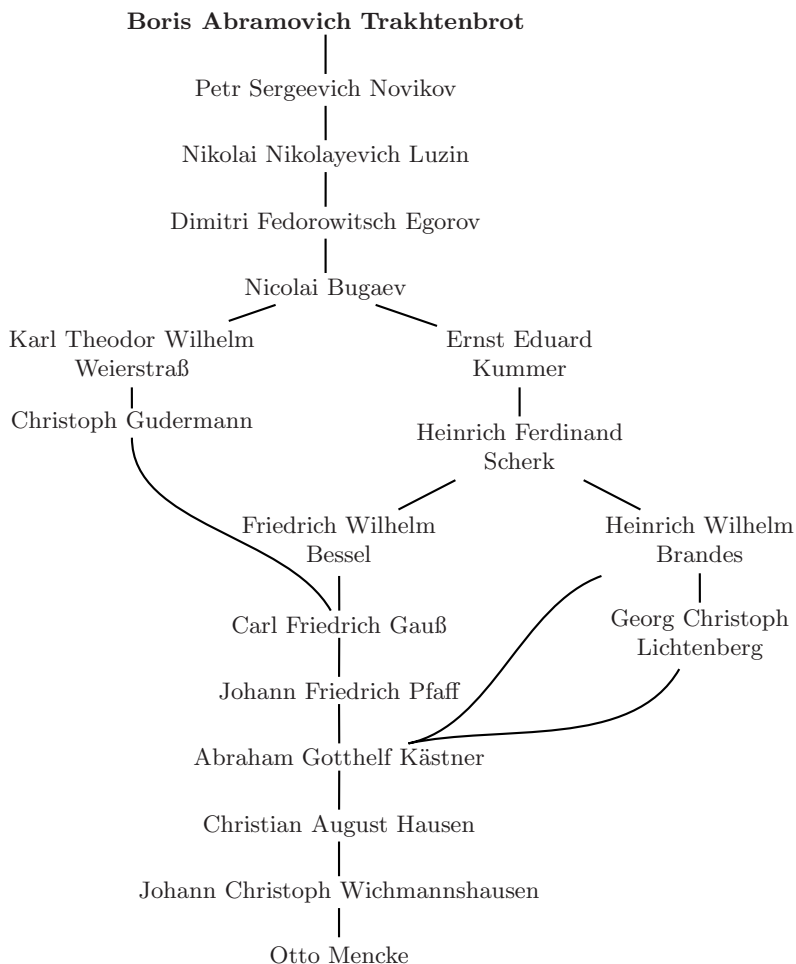 Boris Abramovich Trakhtenbrot
Petr Sergeevich Novikov
Nikolai Nikolayevich Luzin
Dimitri Fedorowitsch Egorov
Nicolai Bugaev
Karl Theodor Wilhelm
Weierstraß
Ernst Eduard
Kummer
Christoph Gudermann
Heinrich Ferdinand
Scherk
Friedrich Wilhelm
Bessel
Heinrich Wilhelm
Brandes
Carl Friedrich Gauß
Georg Christoph
Lichtenberg
Johann Friedrich Pfaff
Abraham Gotthelf Kästner
Christian August Hausen
Johann Christoph Wichmannshausen
Otto Mencke